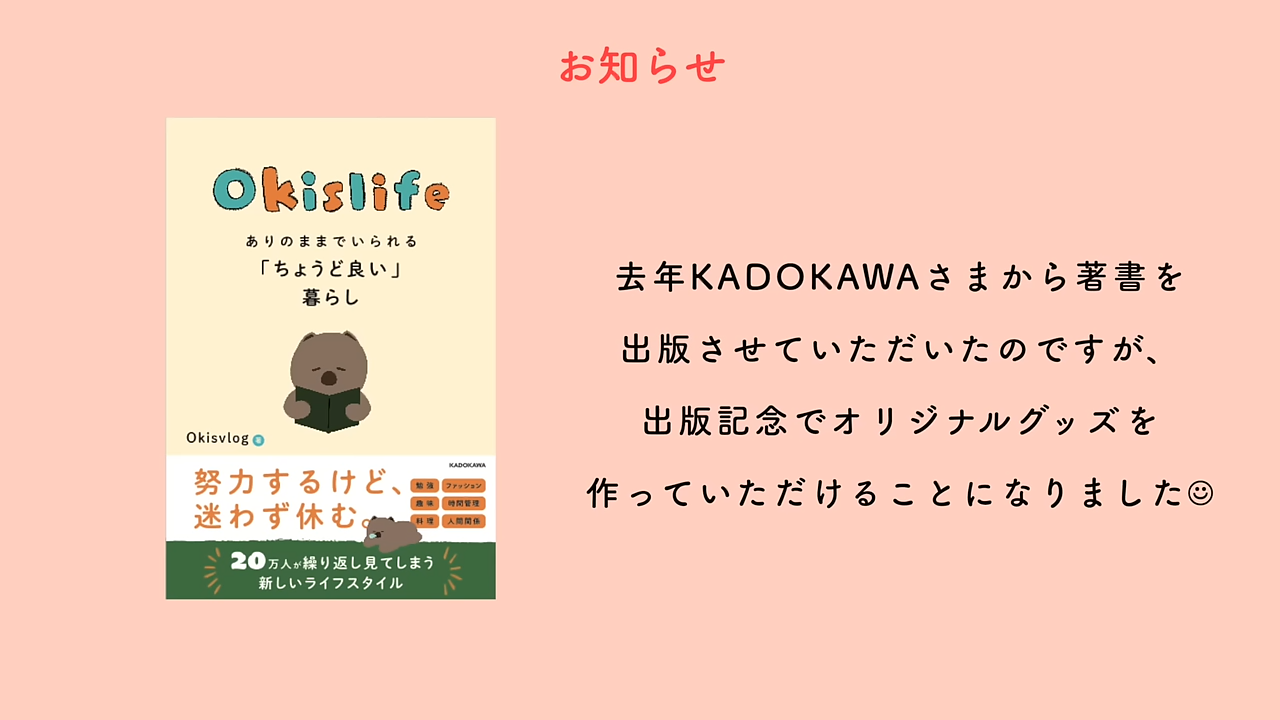 お知らせ
Okislife
ありのままでいられる
「ちょうど良い」
暮らし
Okisvlog
KADOKAWA
努力するけど、
迷わず休む。
勉強 ファッション
趣味 時間管理
料理 人間関係
20万人が繰り返し見てしまう
新しいライフスタイル
去年KADOKAWAさまから著書を
出版させていただいたのですが、
出版記念でオリジナルグッズを
作っていただけることになりました☺